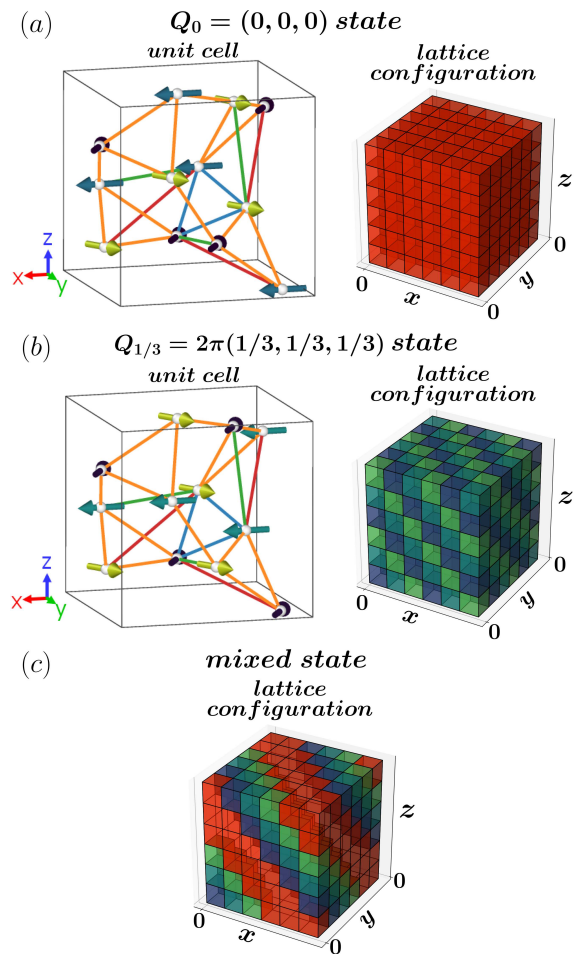 (a) Q₀ = (0, 0, 0) state
unit cell
lattice
configuration
z
x
y
z
0
0
x
y
0
(b) Q₁/₃ = 2π(1/3, 1/3, 1/3) state
unit cell
lattice
configuration
z
x
y
z
0
0
x
y
0
(c) mixed state
lattice
configuration
z
0
0
x
y
0